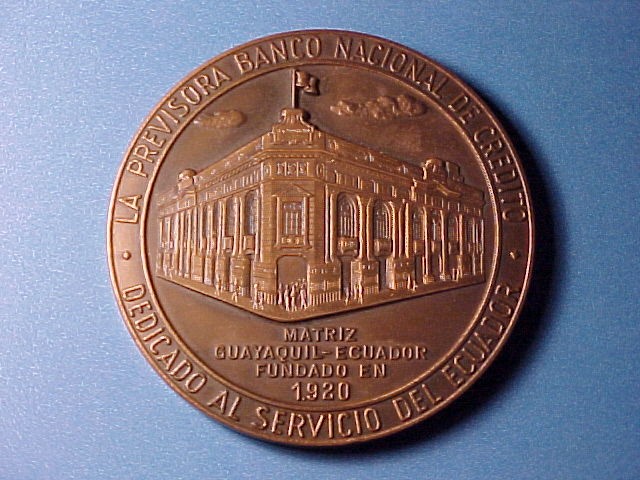 LA PREVISORA BANCO NACIONAL DE CREDITO
MATRIZ
GUAYAQUIL-ECUADOR
FUNDADO EN
1920
DEDICADO AL SERVICIO DEL ECUADOR